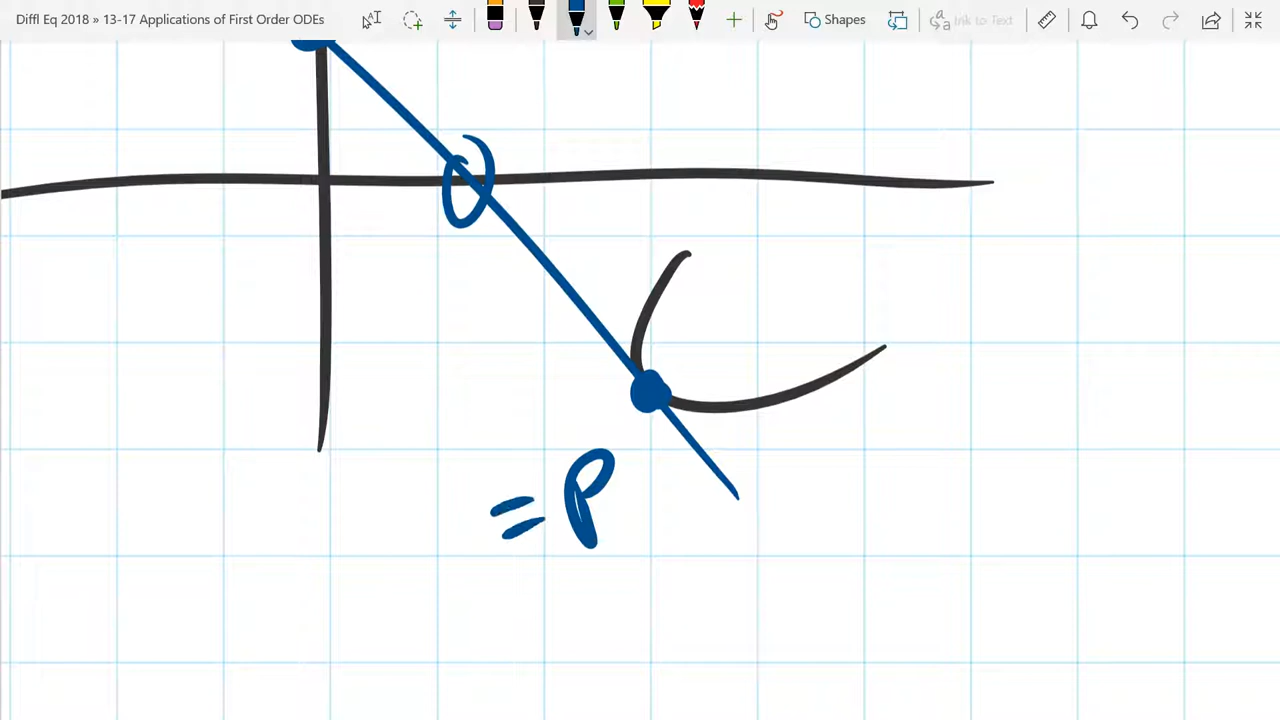 Diffl Eq 2018 » 13-17 Applications of First Order ODEs
Shapes
Ink to Text
= P